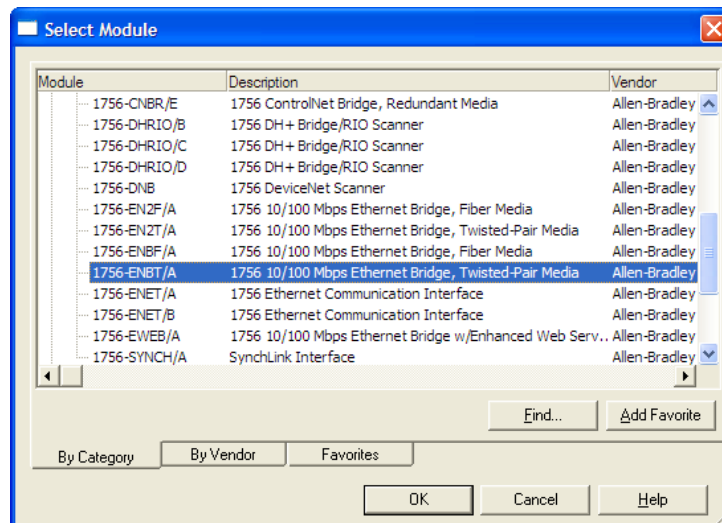 Select Module
Module Description Vendor
1756-CNBR/E 1756 ControlNet Bridge, Redundant Media Allen-Bradley
1756-DHRIO/B 1756 DH+ Bridge/RIO Scanner Allen-Bradley
1756-DHRIO/C 1756 DH+ Bridge/RIO Scanner Allen-Bradley
1756-DHRIO/D 1756 DH+ Bridge/RIO Scanner Allen-Bradley
1756-DNB 1756 DeviceNet Scanner Allen-Bradley
1756-EN2F/A 1756 10/100 Mbps Ethernet Bridge, Fiber Media Allen-Bradley
1756-EN2T/A 1756 10/100 Mbps Ethernet Bridge, Twisted-Pair Media Allen-Bradley
1756-ENBF/A 1756 10/100 Mbps Ethernet Bridge, Fiber Media Allen-Bradley
1756-ENBT/A 1756 10/100 Mbps Ethernet Bridge, Twisted-Pair Media Allen-Bradley
1756-ENET/A 1756 Ethernet Communication Interface Allen-Bradley
1756-ENET/B 1756 Ethernet Communication Interface Allen-Bradley
1756-EWEB/A 1756 10/100 Mbps Ethernet Bridge w/Enhanced Web Serv.. Allen-Bradley
1756-SYNCH/A SynchLink Interface Allen-Bradley
Find... Add Favorite
By Category By Vendor Favorites
OK Cancel Help